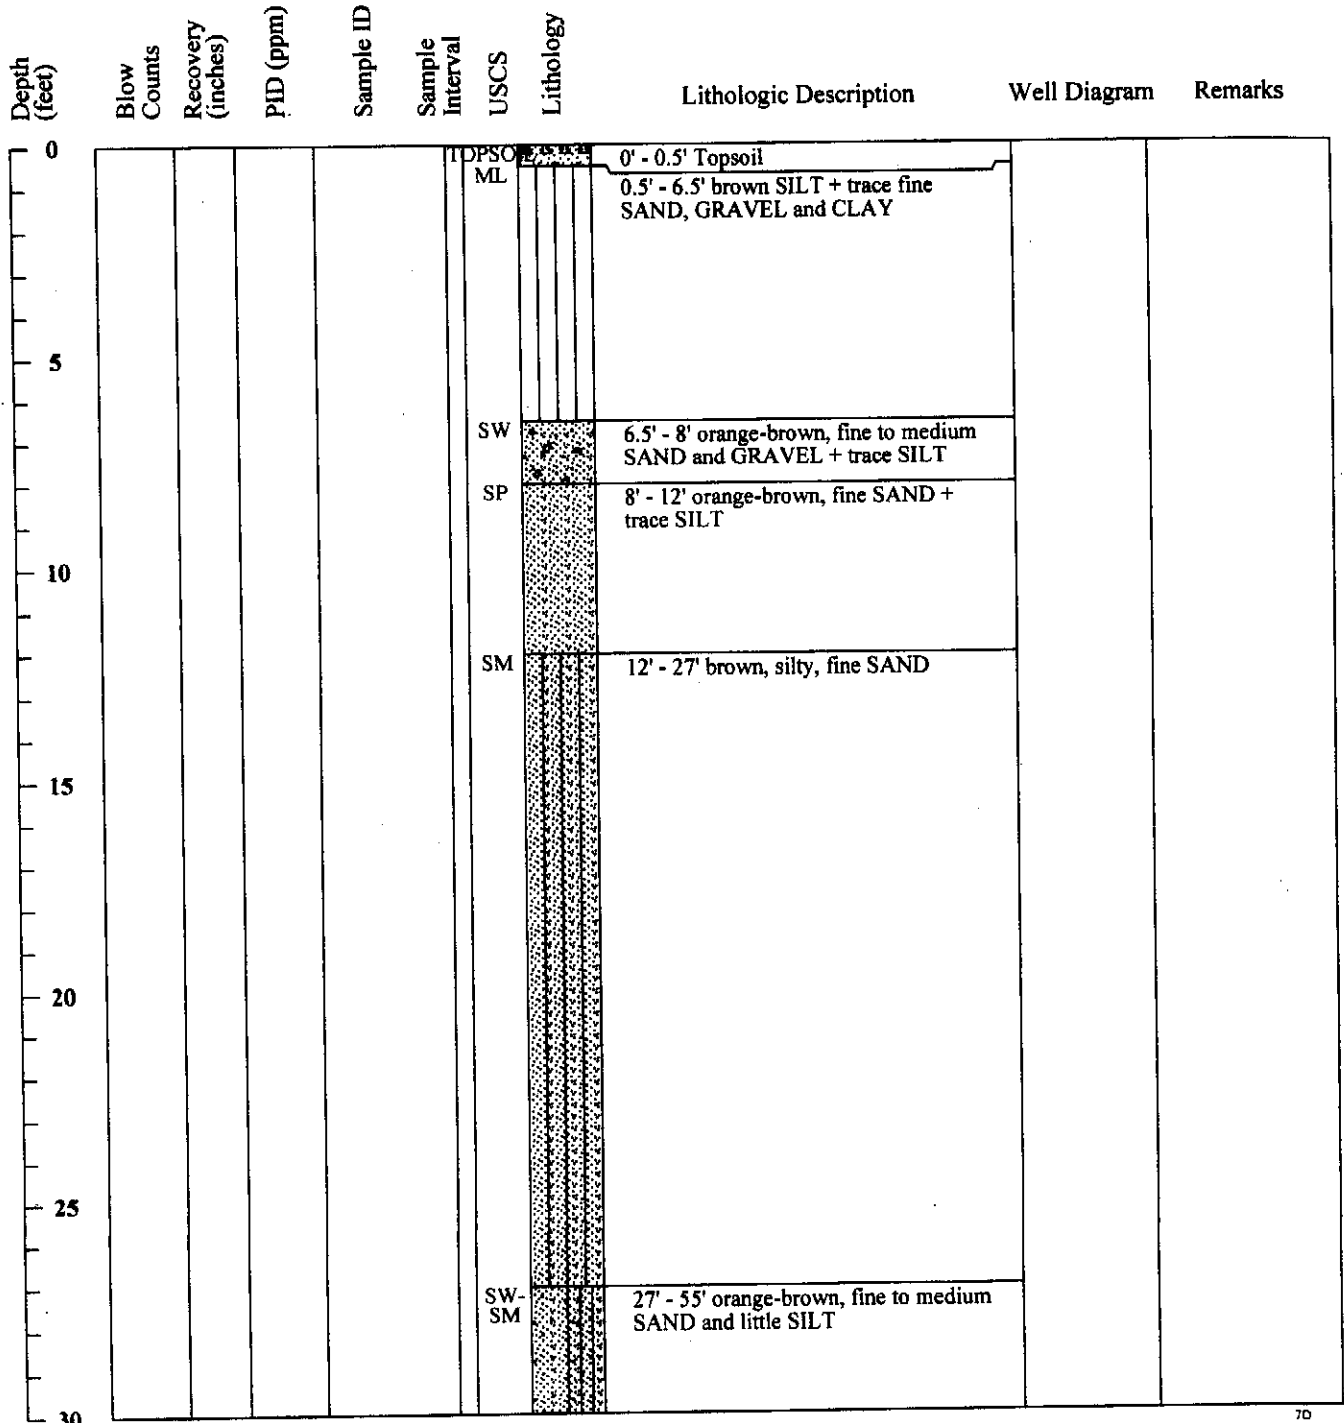 Depth
(feet)
Blow
Counts
Recovery
(inches)
PID (ppm)
Sample ID
Sample
Interval
USCS
Lithology
Lithologic Description
Well Diagram
Remarks
0
TOPSOIL
0' - 0.5' Topsoil
ML
0.5' - 6.5' brown SILT + trace fine
SAND, GRAVEL and CLAY
5
SW
6.5' - 8' orange-brown, fine to medium
SAND and GRAVEL + trace SILT
SP
8' - 12' orange-brown, fine SAND +
trace SILT
10
SM
12' - 27' brown, silty, fine SAND
15
20
25
SW-
SM
27' - 55' orange-brown, fine to medium
SAND and little SILT
30
7D